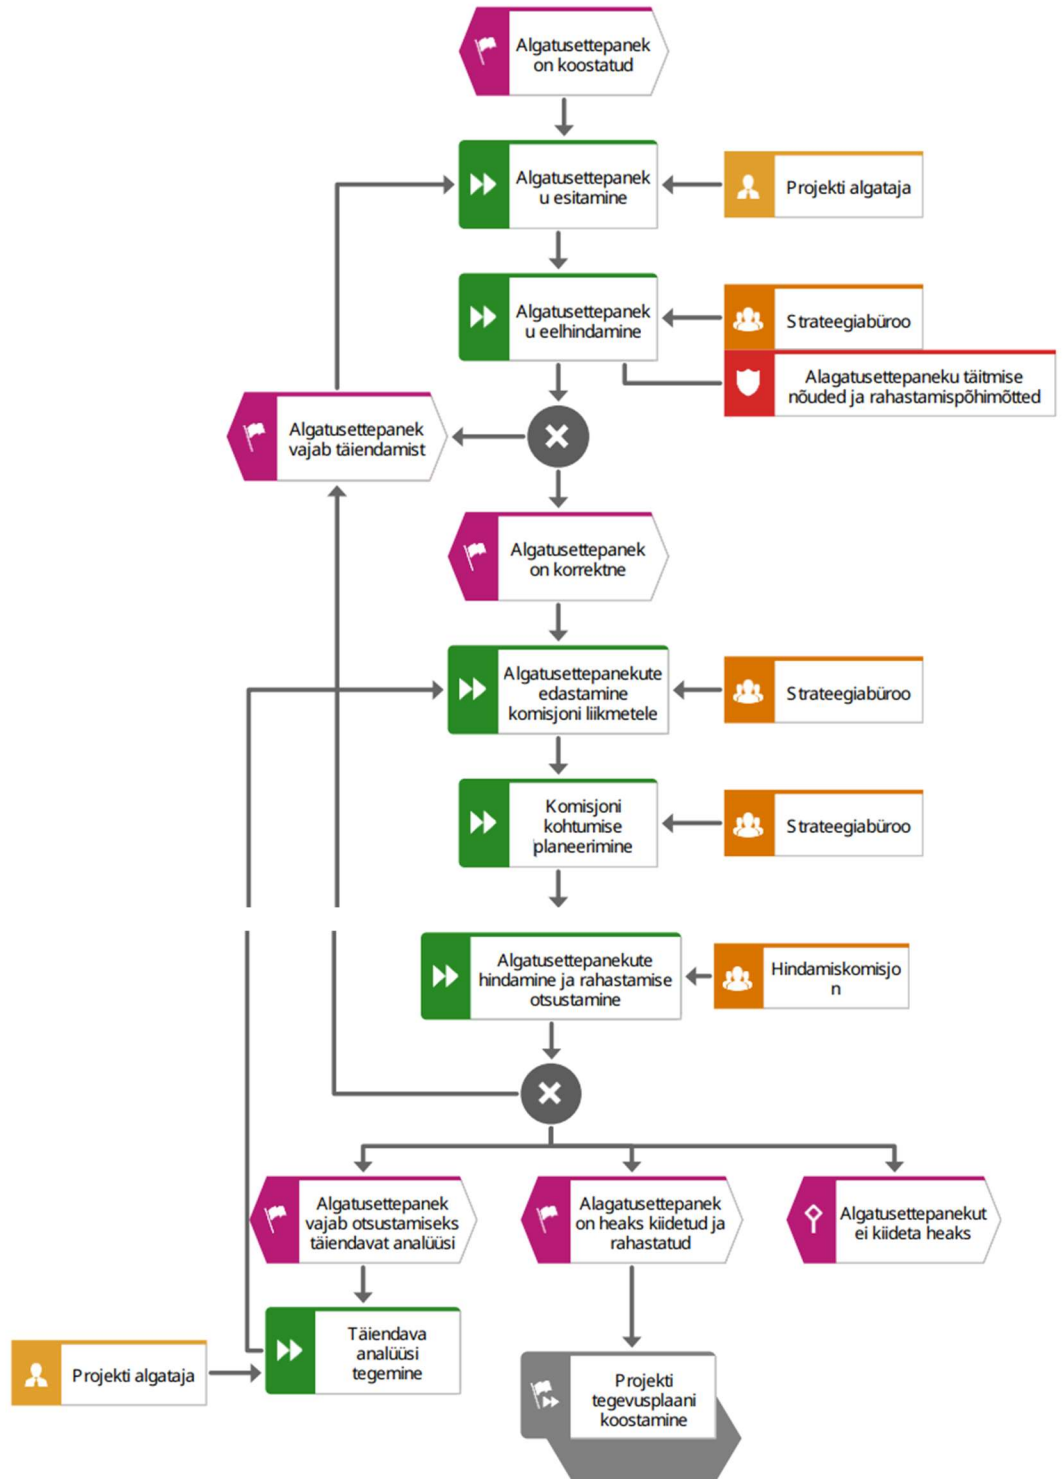 Algatusettepanek
on koostatud
Algatusettepanek
u esitamine
Projekti algataja
Algatusettepanek
u eelhindamine
Strateegiabüroo
Alagatusettepaneku täitmise
nõuded ja rahastamispõhimõtted
Algatusettepanek
vajab täiendamist
Algatusettepanek
on korrektne
Algatusettepanekute
edastamine
komisjoni liikmetele
Strateegiabüroo
Komisjoni
kohtumise
planeerimine
Strateegiabüroo
Algatusettepanekute
hindamine ja rahastamise
otsustamine
Hindamiskomisjo
n
Algatusettepanek
vajab otsustamiseks
täiendavat analüüsi
Alagatusettepanek
on heaks kiidetud ja
rahastatud
Algatusettepanekut
ei kiideta heaks
Täiendava
analüüsi
tegemine
Projekti algataja
Projekti
tegevusplaani
koostamine